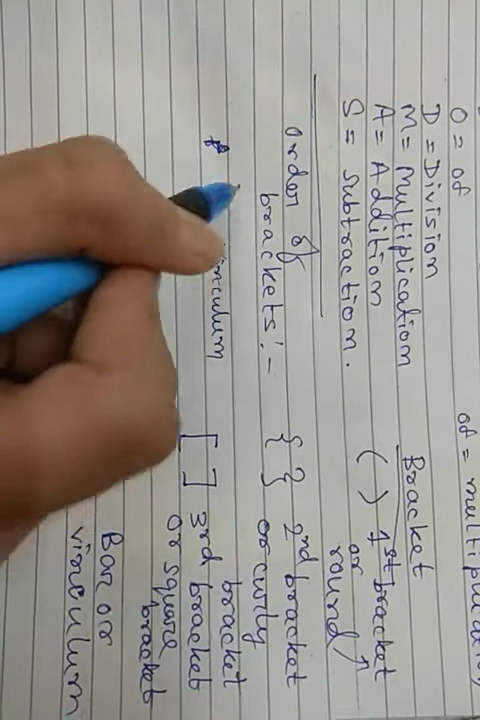 O = of
D = Division
M = Multiplication
A = Addition
S = Subtraction.
Order of
brackets :-
of = multiplication
Bracket
( ) 1st bracket
or
round
{ } 2nd bracket
or curly
bracket
[ ] 3rd bracket
or square
bracket
Bar or
vinculum